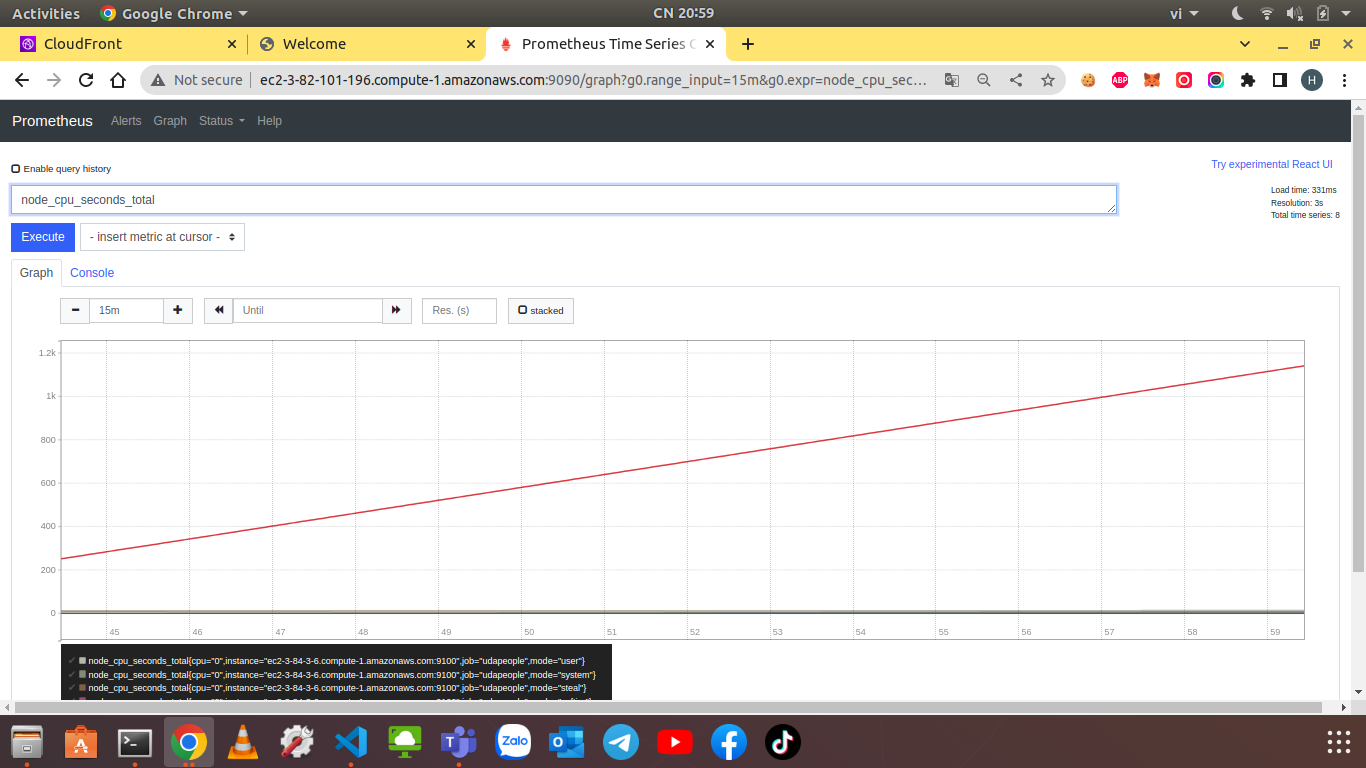 Activities Google Chrome CN 20:59 vi
CloudFront Welcome Prometheus Time Series C
Not secure ec2-3-82-101-196.compute-1.amazonaws.com:9090/graph?g0.range_input=15m&g0.expr=node_cpu_sec… ABP H
Prometheus Alerts Graph Status Help
Enable query history Try experimental React UI
node_cpu_seconds_total
Load time: 331ms
Resolution: 3s
Total time series: 8
Execute - insert metric at cursor -
Graph Console
15m Until Res. (s) stacked
1.2k
1k
800
600
400
200
0
45 46 47 48 49 50 51 52 53 54 55 56 57 58 59
✓ node_cpu_seconds_total{cpu="0",instance="ec2-3-84-3-6.compute-1.amazonaws.com:9100",job="udapeople",mode="user"}
✓ node_cpu_seconds_total{cpu="0",instance="ec2-3-84-3-6.compute-1.amazonaws.com:9100",job="udapeople",mode="system"}
✓ node_cpu_seconds_total{cpu="0",instance="ec2-3-84-3-6.compute-1.amazonaws.com:9100",job="udapeople",mode="steal"}
Zalo